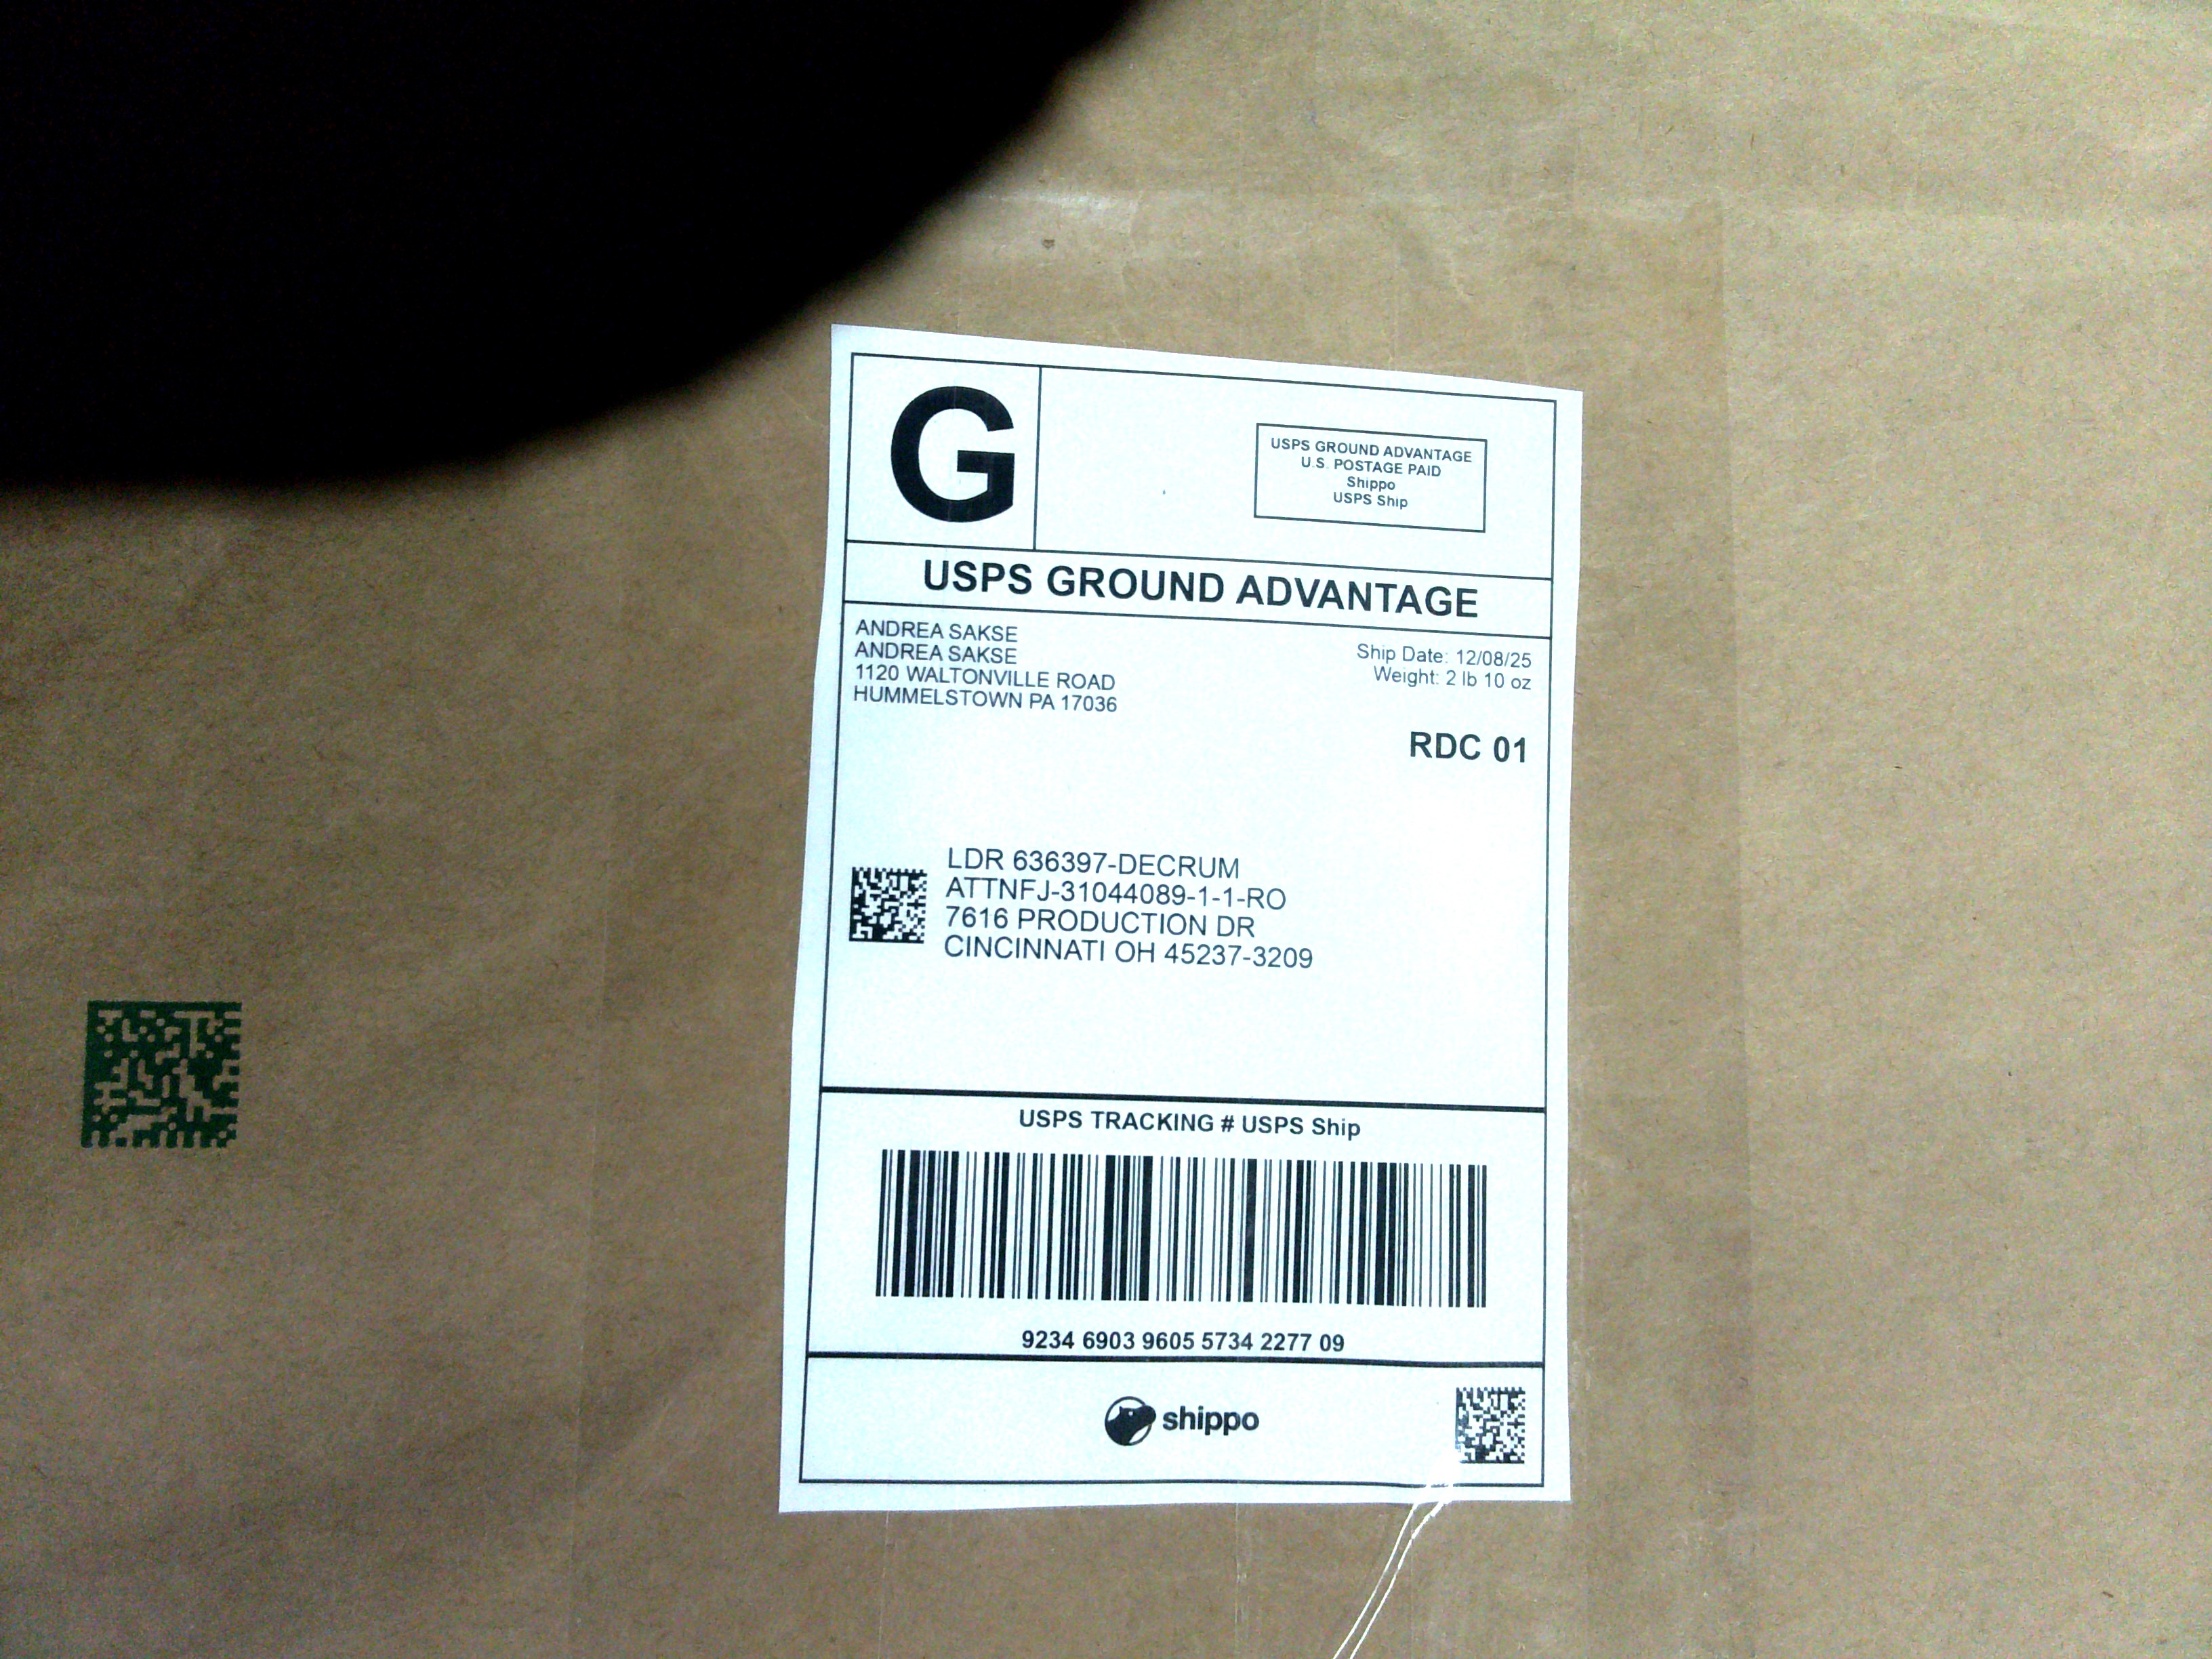 G
USPS GROUND ADVANTAGE
U.S. POSTAGE PAID
Shippo
USPS Ship
USPS GROUND ADVANTAGE
ANDREA SAKSE
ANDREA SAKSE
1120 WALTONVILLE ROAD
HUMMELSTOWN PA 17036
Ship Date: 12/08/25
Weight: 2 lb 10 oz
RDC 01
LDR 636397-DECRUM
ATTNFJ-31044089-1-1-RO
7616 PRODUCTION DR
CINCINNATI OH 45237-3209
USPS TRACKING # USPS Ship
9234 6903 9605 5734 2277 09
shippo